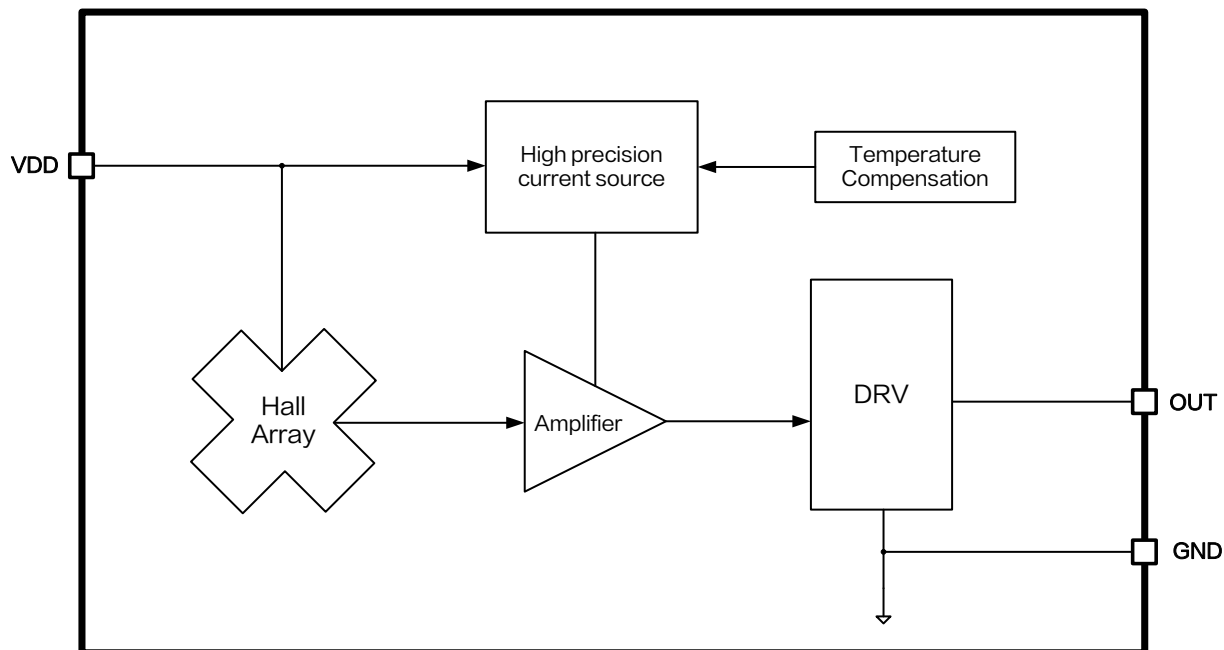 VDD
High precision
current source
Temperature
Compensation
Hall
Array
Amplifier
DRV
OUT
GND